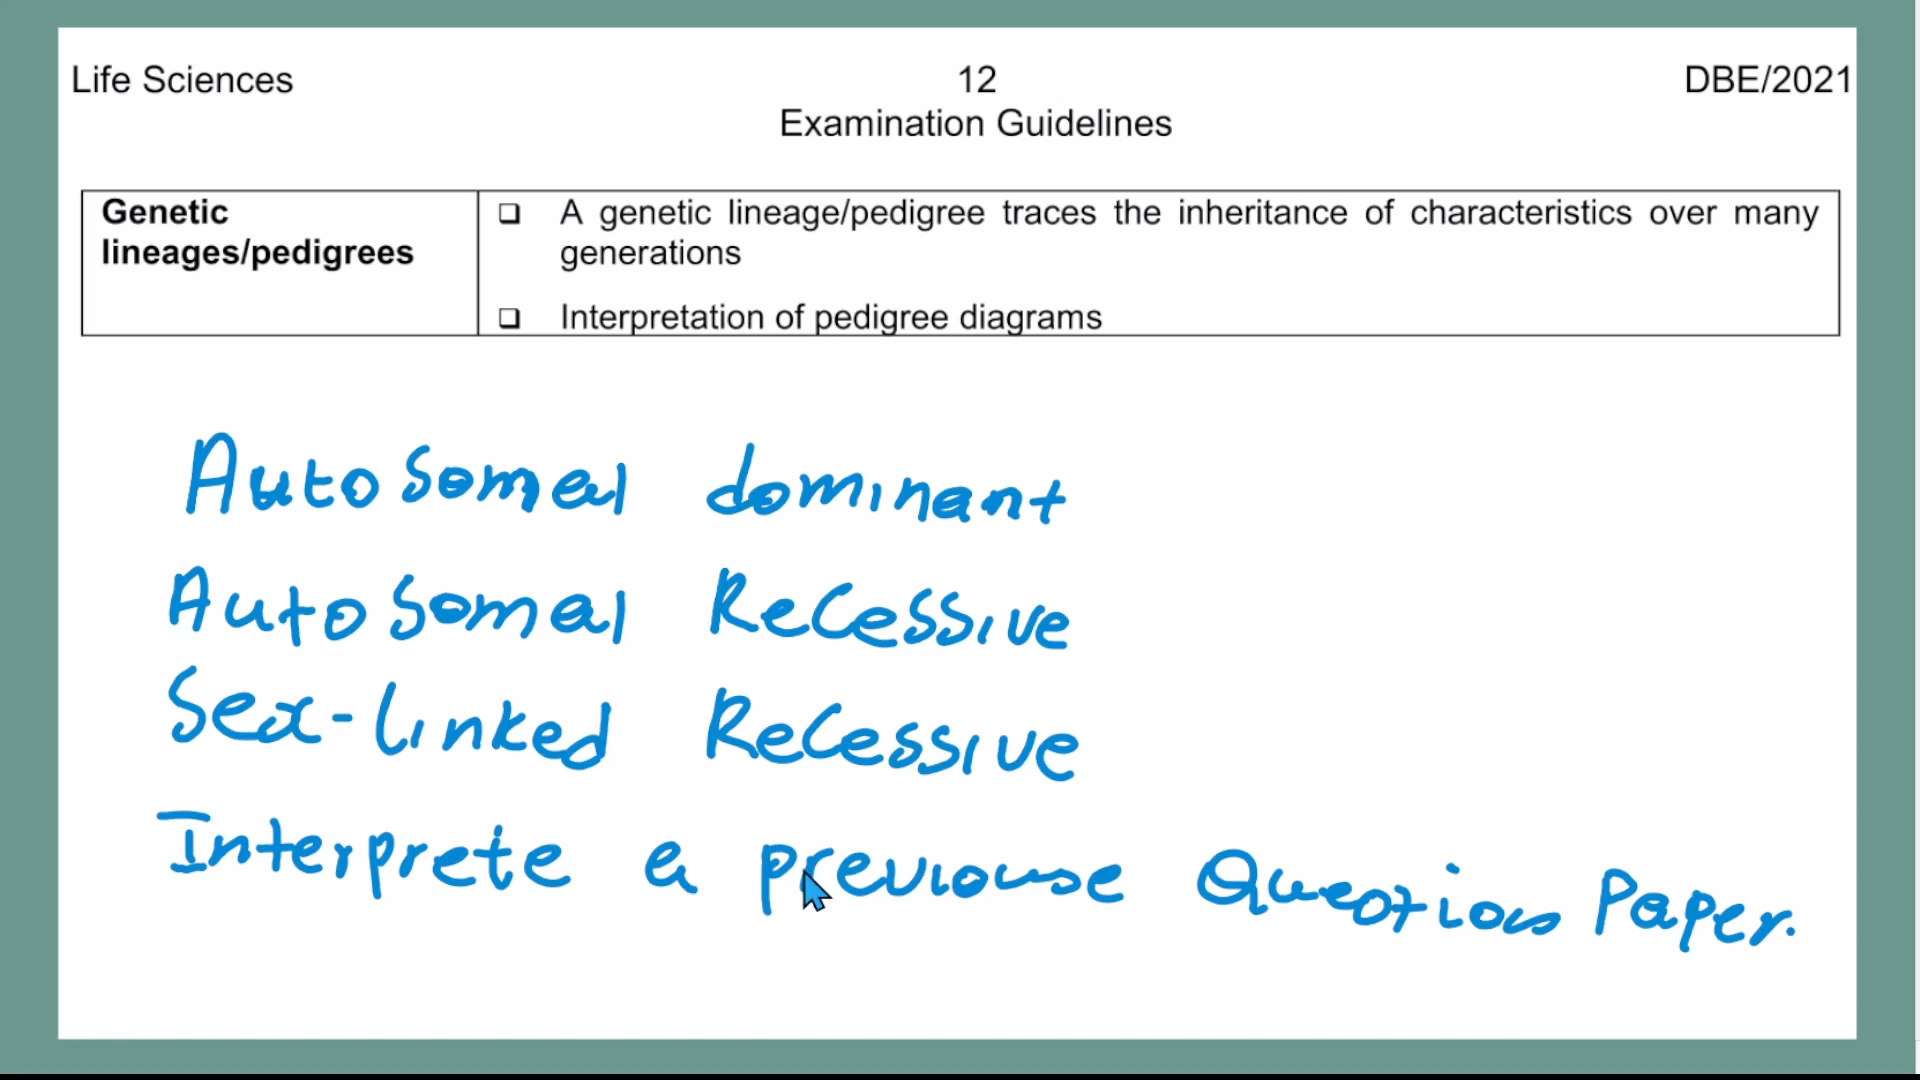 Life Sciences 12 DBE/2021
Examination Guidelines
Genetic
lineages/pedigrees
❑ A genetic lineage/pedigree traces the inheritance of characteristics over many
generations
❑ Interpretation of pedigree diagrams
Autosomal dominant
Autosomal Recessive
Sex-linked Recessive
Interprete a previouse Question Paper.